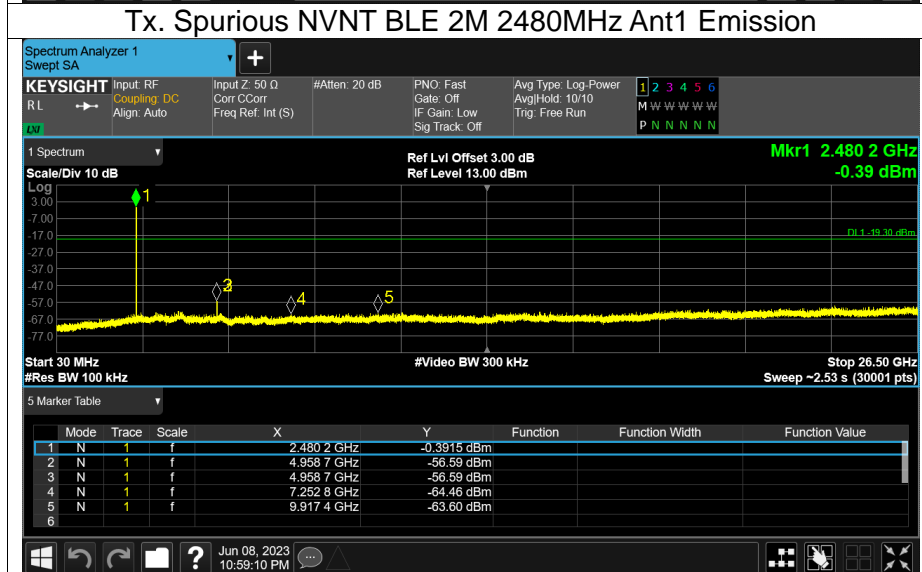 Tx. Spurious NVNT BLE 2M 2480MHz Ant1 Emission
Spectrum Analyzer 1
Swept SA
+
KEYSIGHT Input: RF Input Z: 50 Ω #Atten: 20 dB PNO: Fast Avg Type: Log-Power 1 2 3 4 5 6
RL Coupling: DC Corr CCorr Gate: Off Avg|Hold: 10/10 M W W W W W
Align: Auto Freq Ref: Int (S) IF Gain: Low Trig: Free Run
LXI Sig Track: Off P N N N N N
1 Spectrum Ref Lvl Offset 3.00 dB Mkr1 2.480 2 GHz
Scale/Div 10 dB Ref Level 13.00 dBm -0.39 dBm
Log
3.00 1
-7.00
-17.0 DL1 -19.30 dBm
-27.0
-37.0
-47.0
-57.0 4 5
-67.0
-77.0
Start 30 MHz #Video BW 300 kHz Stop 26.50 GHz
#Res BW 100 kHz Sweep ~2.53 s (30001 pts)
5 Marker Table
Mode Trace Scale X Y Function Function Width Function Value
1 N 1 f 2.480 2 GHz -0.3915 dBm
2 N 1 f 4.958 7 GHz -56.59 dBm
3 N 1 f 4.958 7 GHz -56.59 dBm
4 N 1 f 7.252 8 GHz -64.46 dBm
5 N 1 f 9.917 4 GHz -63.60 dBm
6
? Jun 08, 2023
10:59:10 PM